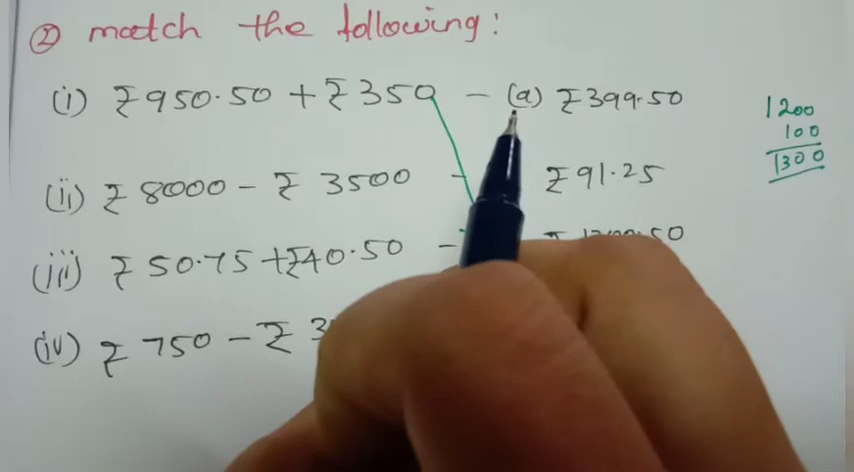 ② match the following:
(i) ₹950.50 + ₹350 - (a) ₹399.50
1200
100
1300
(ii) ₹ 8000 - ₹ 3500 - ₹91.25
(iii) ₹50.75 + ₹40.50 -
(iv) ₹ 750 - ₹